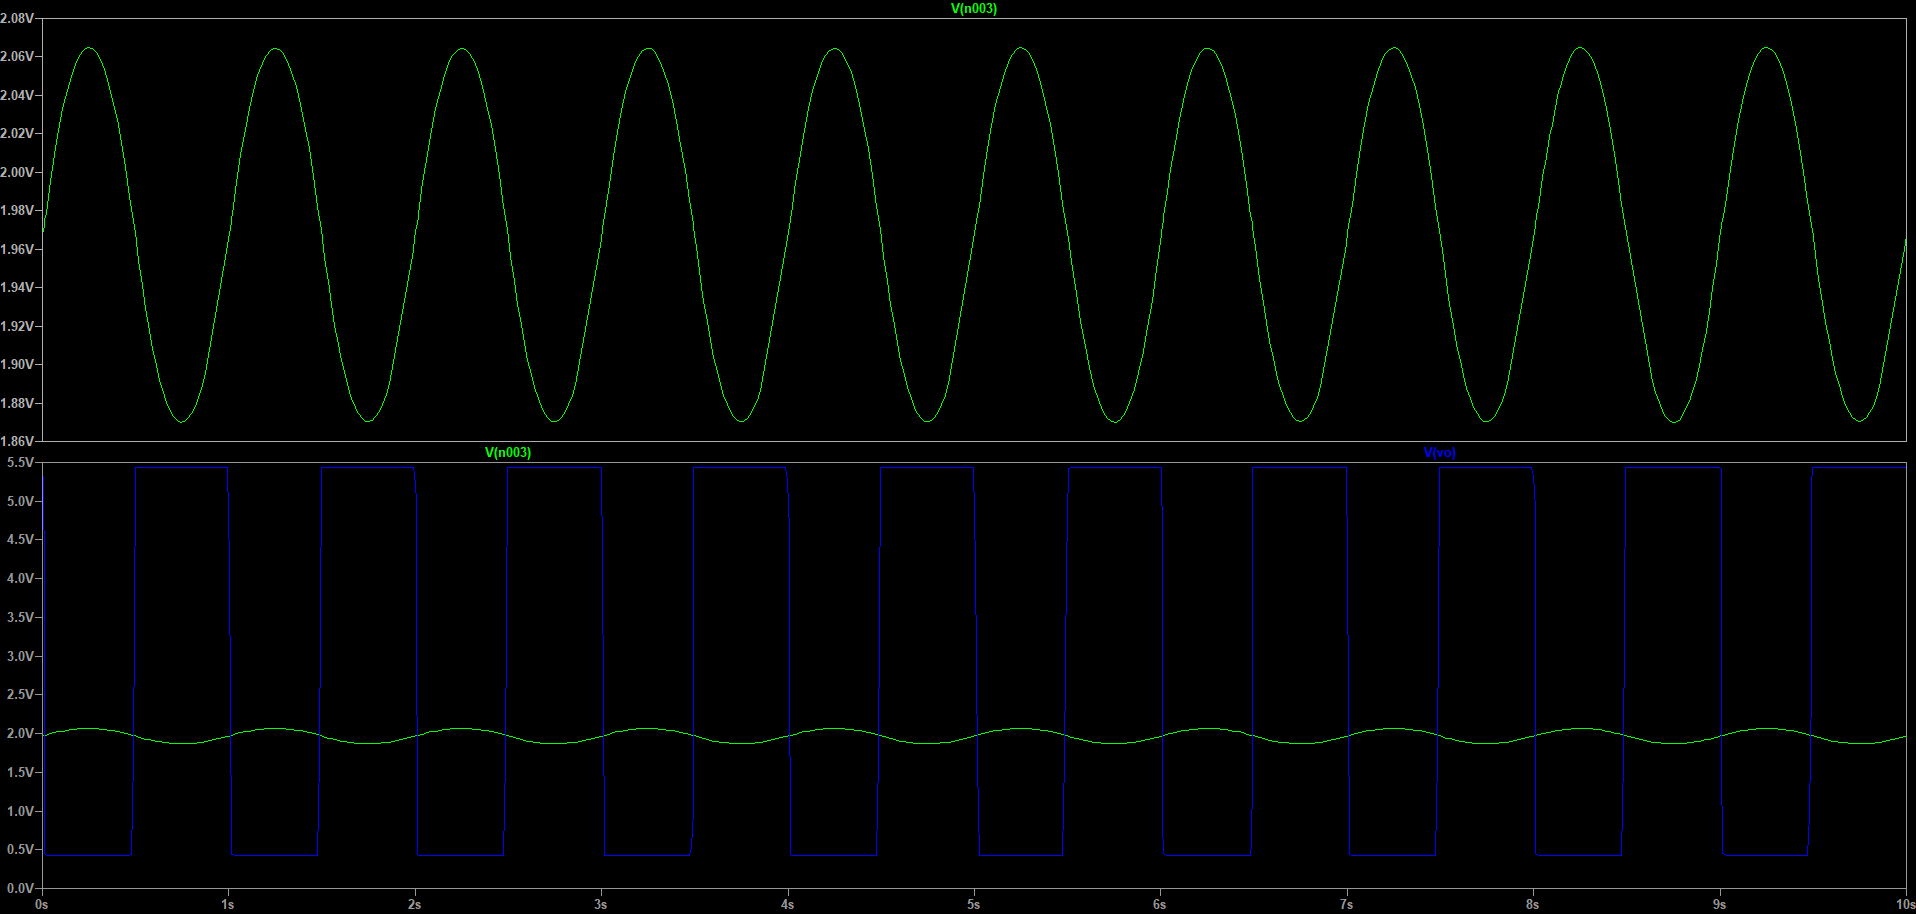 V(n003)
2.08V
2.06V
2.04V
2.02V
2.00V
1.98V
1.96V
1.94V
1.92V
1.90V
1.88V
1.86V
V(n003) V(vo)
5.5V
5.0V
4.5V
4.0V
3.5V
3.0V
2.5V
2.0V
1.5V
1.0V
0.5V
0.0V
0s 1s 2s 3s 4s 5s 6s 7s 8s 9s 10s